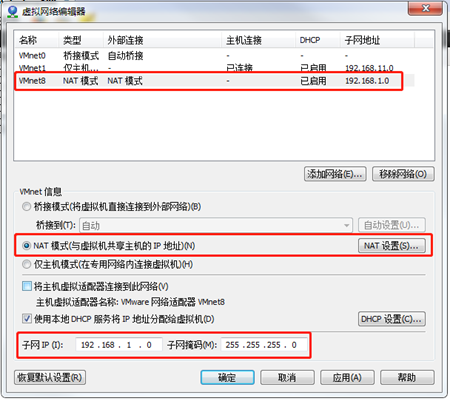 虚拟网络编辑器
名称 类型 外部连接 主机连接 DHCP 子网地址
VMnet0 桥接模式 自动桥接 - - -
VMnet1 仅主机... - 已连接 已启用 192.168.11.0
VMnet8 NAT 模式 NAT 模式 - 已启用 192.168.1.0
添加网络(E)... 移除网络(O)
VMnet 信息
桥接模式(将虚拟机直接连接到外部网络)(B)
桥接到(T): 自动 自动设置(U)...
NAT 模式(与虚拟机共享主机的 IP 地址)(N) NAT 设置(S)...
仅主机模式(在专用网络内连接虚拟机)(H)
将主机虚拟适配器连接到此网络(V)
主机虚拟适配器名称: VMware 网络适配器 VMnet8
使用本地 DHCP 服务将 IP 地址分配给虚拟机(D) DHCP 设置(C)...
子网 IP (I): 192 .168 . 1 . 0 子网掩码(M): 255 .255 .255 . 0
恢复默认设置(R) 确定 取消 应用(A) 帮助